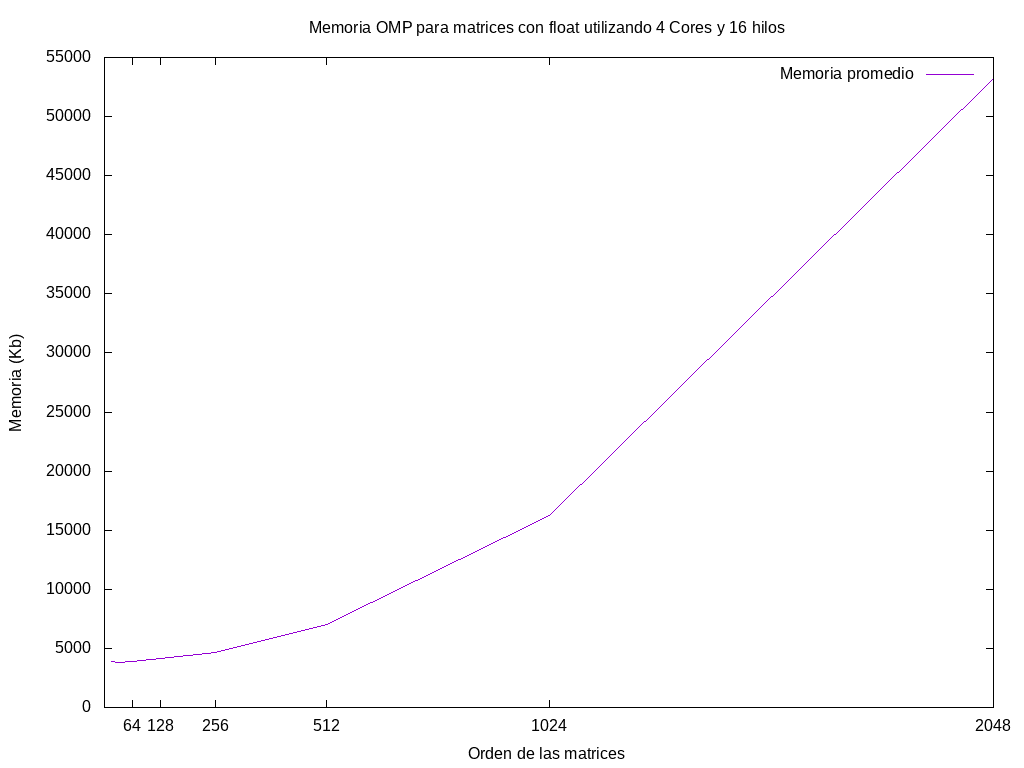 Memoria OMP para matrices con float utilizando 4 Cores y 16 hilos
Memoria promedio
55000
50000
45000
40000
35000
30000
25000
20000
15000
10000
5000
0
Memoria (Kb)
64 128 256 512 1024 2048
Orden de las matrices